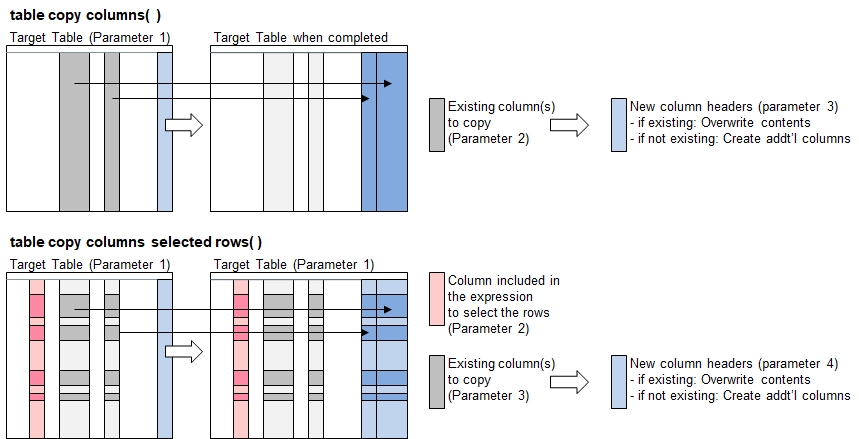 table copy columns( )
Target Table (Parameter 1)
Target Table when completed
Existing column(s)
to copy
(Parameter 2)
New column headers (parameter 3)
- if existing: Overwrite contents
- if not existing: Create addt'l columns
table copy columns selected rows( )
Target Table (Parameter 1)
Target Table (Parameter 1)
Column included in
the expression
to select the rows
(Parameter 2)
Existing column(s)
to copy
(Parameter 3)
New column headers (parameter 4)
- if existing: Overwrite contents
- if not existing: Create addt'l columns